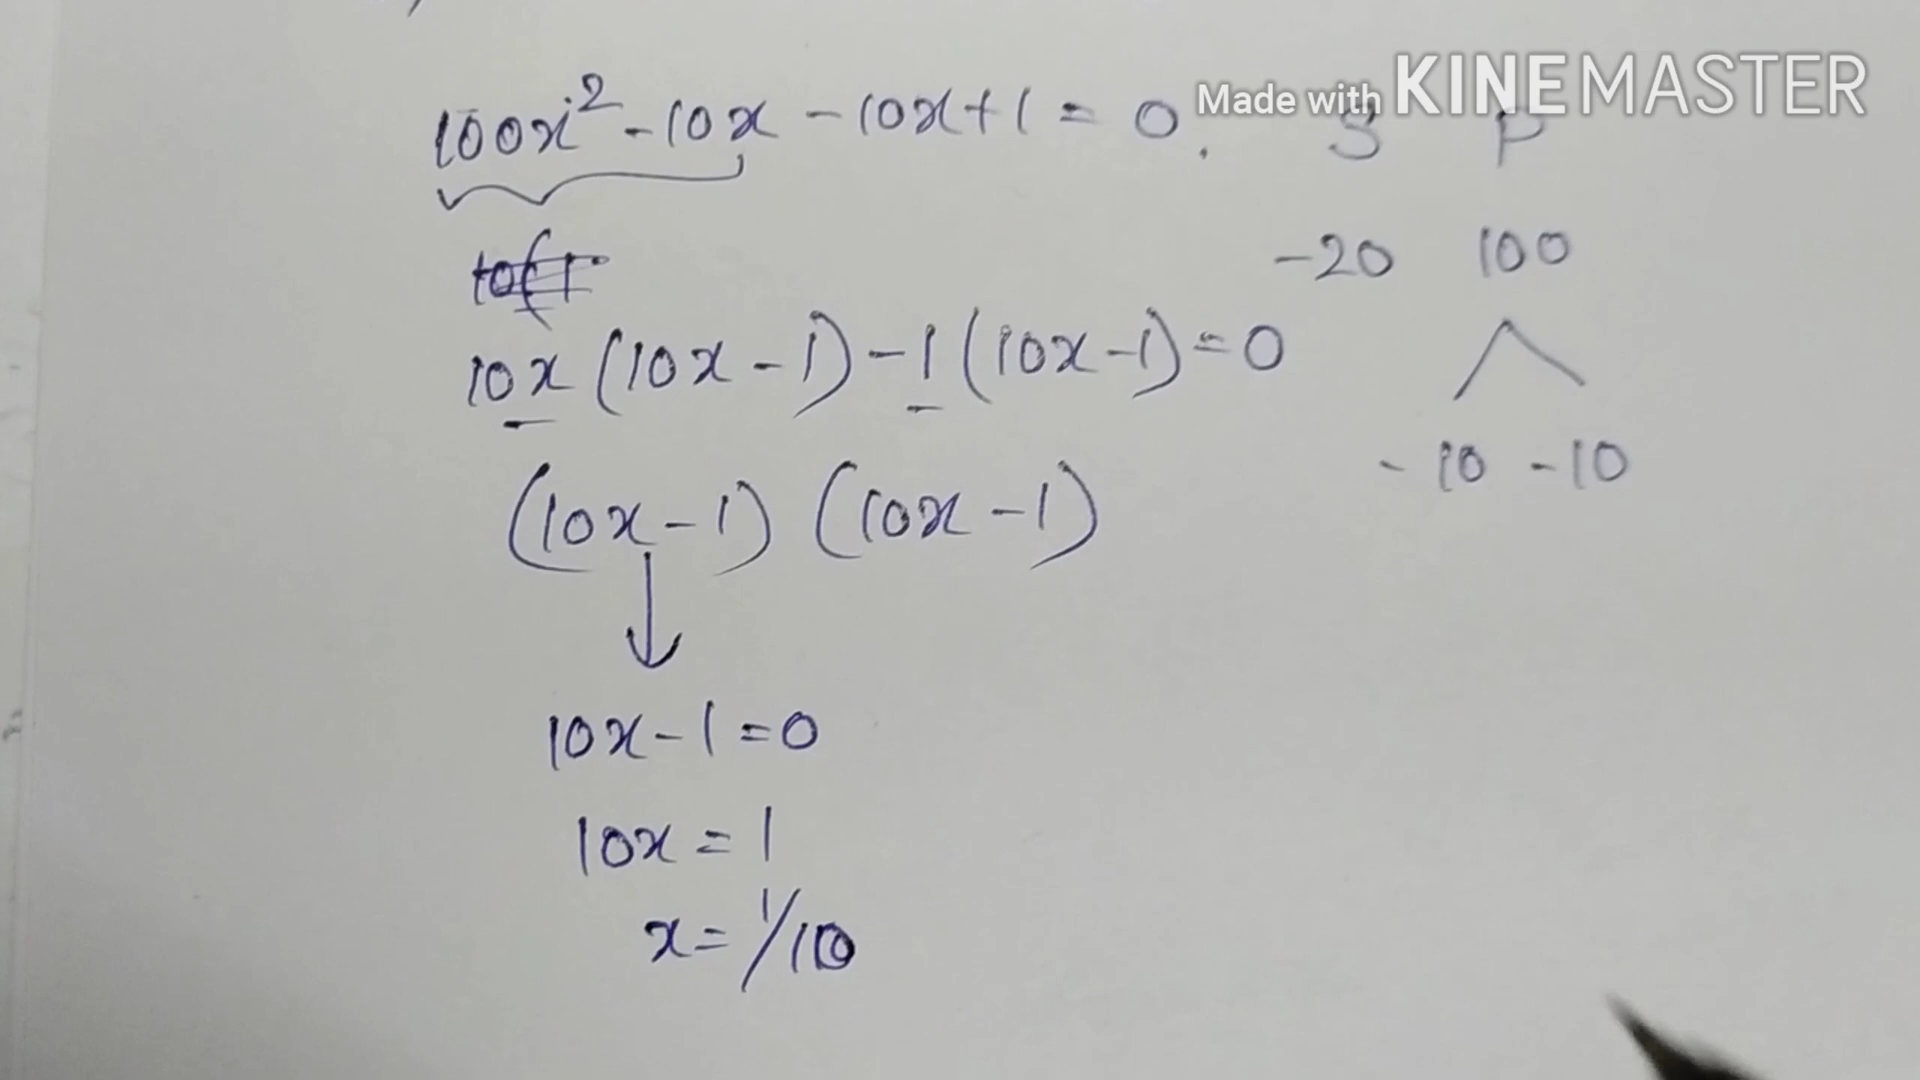 Made with KINEMASTER
100x² - 10x - 10x + 1 = 0.
S P
-20 100
10x (10x - 1) - 1 (10x - 1) = 0
-10 -10
(10x - 1) (10x - 1)
10x - 1 = 0
10x = 1
x = 1/10